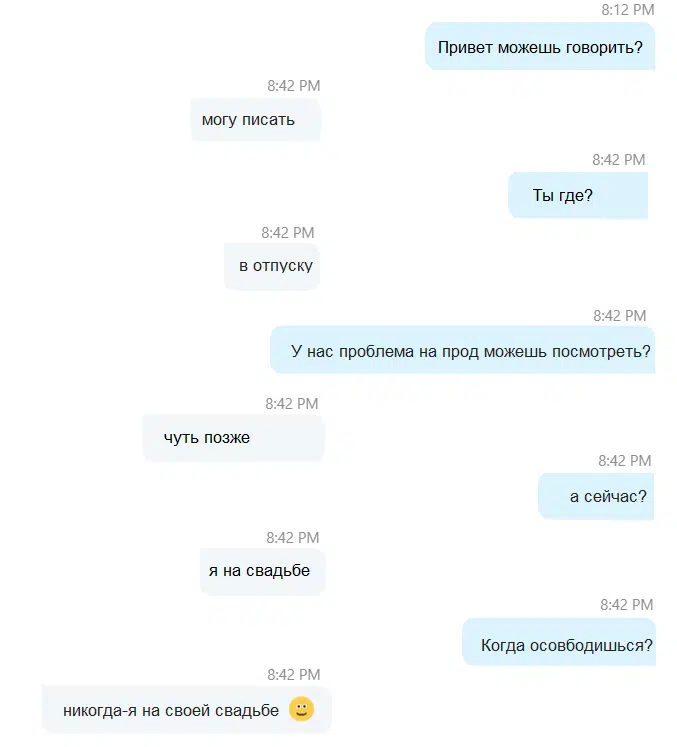 8:12 PM
Привет можешь говорить?
8:42 PM
могу писать
8:42 PM
Ты где?
8:42 PM
в отпуску
8:42 PM
У нас проблема на прод можешь посмотреть?
8:42 PM
чуть позже
8:42 PM
а сейчас?
8:42 PM
я на свадьбе
8:42 PM
Когда осовбодишься?
8:42 PM
никогда-я на своей свадьбе